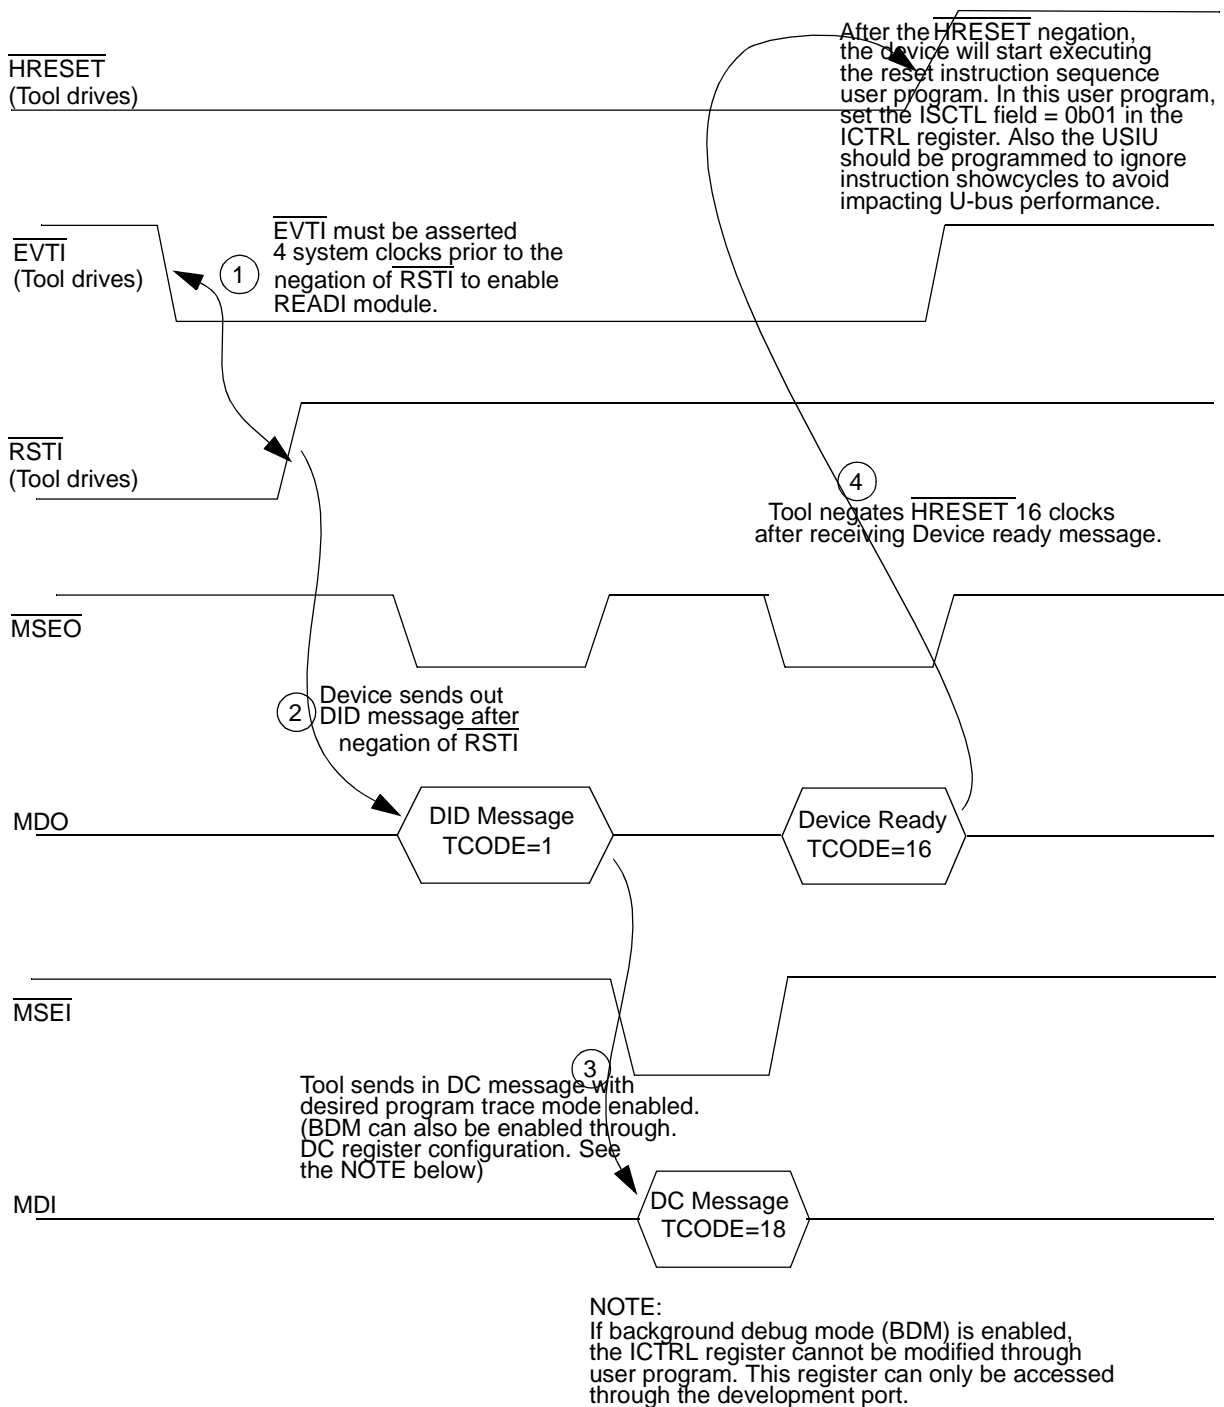 HRESET
(Tool drives)
After the HRESET negation,
the device will start executing
the reset instruction sequence
user program. In this user program,
set the ISCTL field = 0b01 in the
ICTRL register. Also the USIU
should be programmed to ignore
instruction showcycles to avoid
impacting U-bus performance.
EVTI
(Tool drives)
1
EVTI must be asserted
4 system clocks prior to the
negation of RSTI to enable
READI module.
RSTI
(Tool drives)
4
Tool negates HRESET 16 clocks
after receiving Device ready message.
MSEO
2
Device sends out
DID message after
negation of RSTI
MDO
DID Message
TCODE=1
Device Ready
TCODE=16
MSEI
3
Tool sends in DC message with
desired program trace mode enabled.
(BDM can also be enabled through.
DC register configuration. See
the NOTE below)
MDI
DC Message
TCODE=18
NOTE:
If background debug mode (BDM) is enabled,
the ICTRL register cannot be modified through
user program. This register can only be accessed
through the development port.